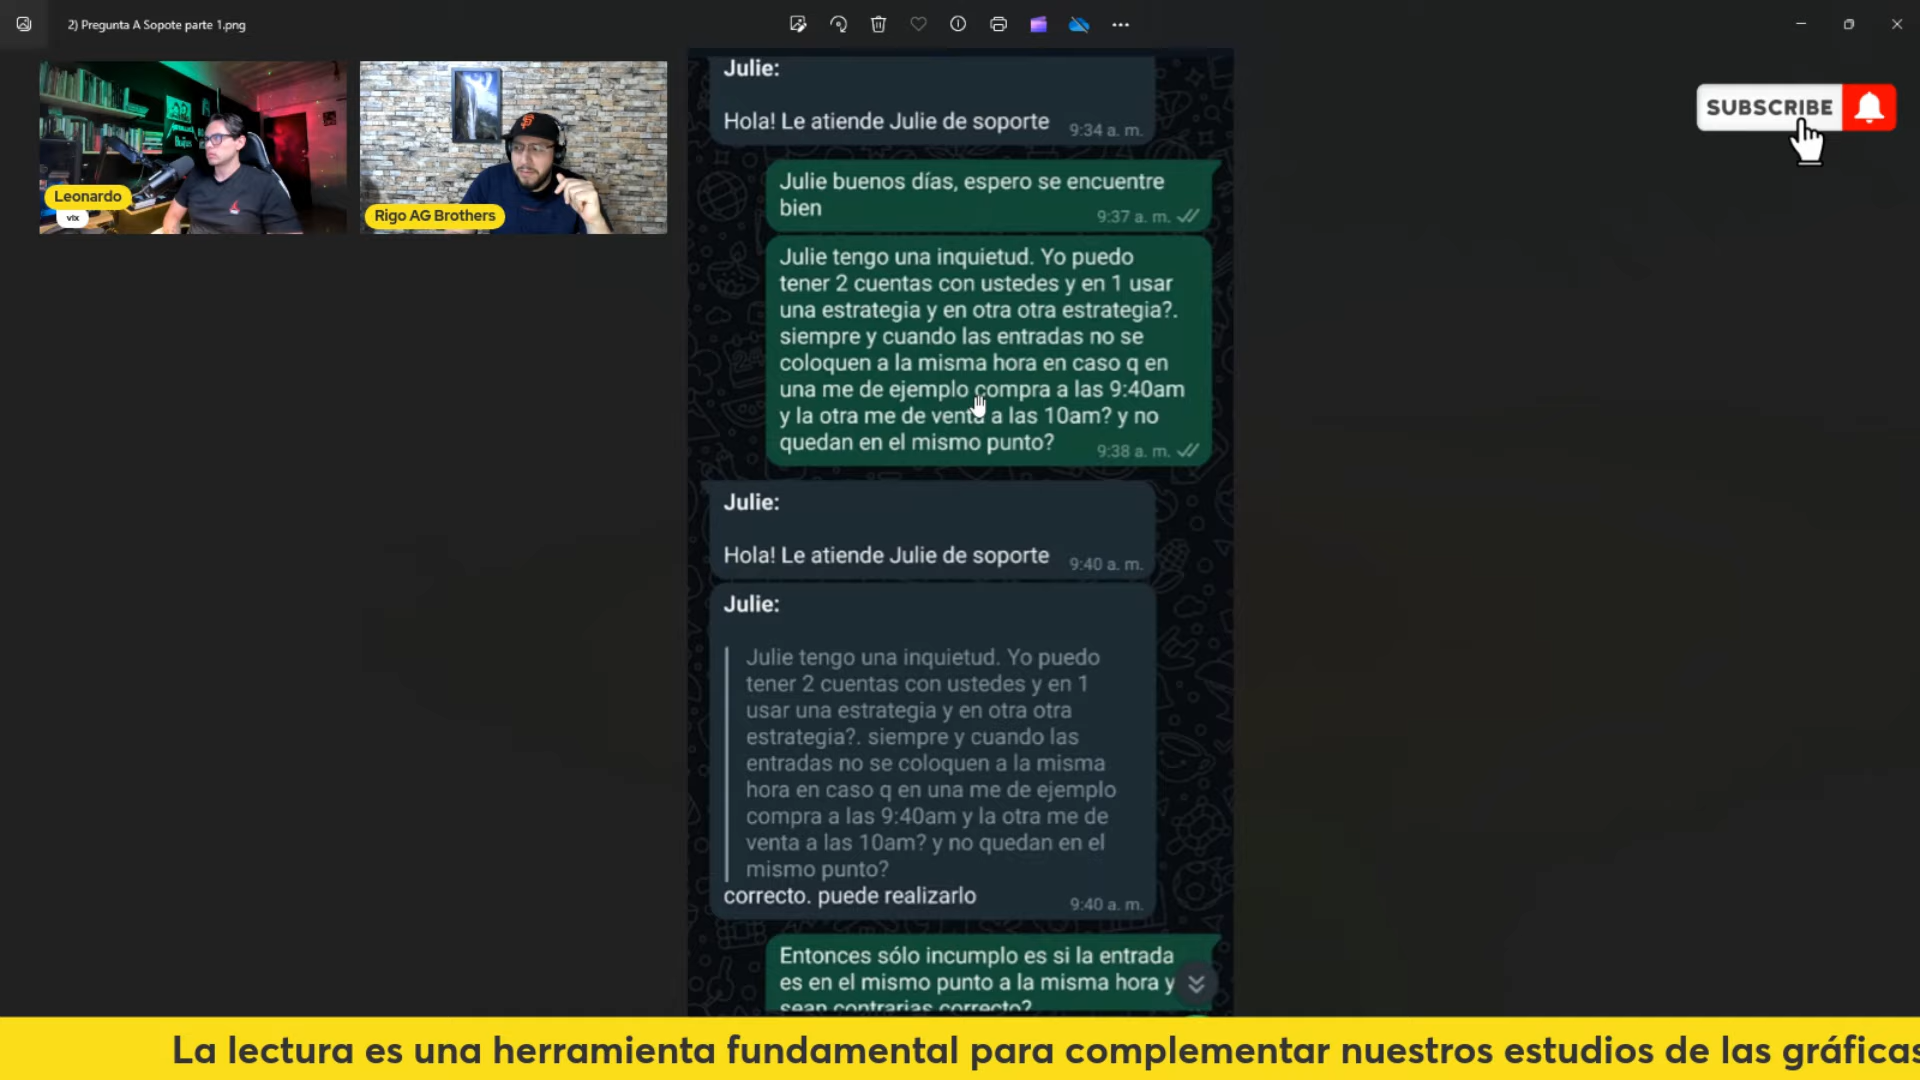 2) Pregunta A Sopote parte 1.png
Leonardo
vix
Rigo AG Brothers
SUBSCRIBE
Julie:
Hola! Le atiende Julie de soporte
9:34 a. m.
Julie buenos días, espero se encuentre
bien
9:37 a. m.
Julie tengo una inquietud. Yo puedo
tener 2 cuentas con ustedes y en 1 usar
una estrategia y en otra otra estrategia?.
siempre y cuando las entradas no se
coloquen a la misma hora en caso q en
una me de ejemplo compra a las 9:40am
y la otra me de venta a las 10am? y no
quedan en el mismo punto?
9:38 a. m.
Julie:
Hola! Le atiende Julie de soporte
9:40 a. m.
Julie:
Julie tengo una inquietud. Yo puedo
tener 2 cuentas con ustedes y en 1
usar una estrategia y en otra otra
estrategia?. siempre y cuando las
entradas no se coloquen a la misma
hora en caso q en una me de ejemplo
compra a las 9:40am y la otra me de
venta a las 10am? y no quedan en el
mismo punto?
correcto. puede realizarlo
9:40 a. m.
Entonces sólo incumplo es si la entrada
es en el mismo punto a la misma hora y
sean contrarias correcto?
La lectura es una herramienta fundamental para complementar nuestros estudios de las gráficas